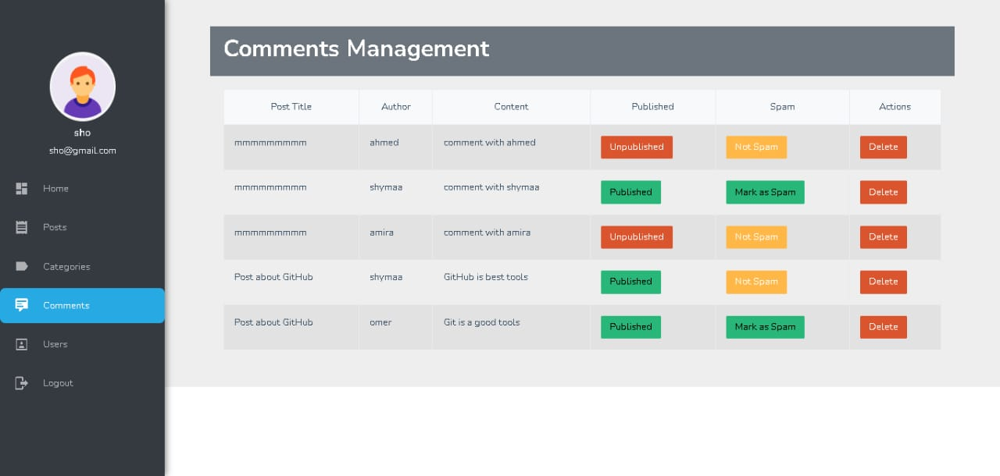 sho
sho@gmail.com
Home
Posts
Categories
Comments
Users
Logout
Comments Management
Post Title Author Content Published Spam Actions
mmmmmmmmm ahmed comment with ahmed Unpublished Not Spam Delete
mmmmmmmmm shymaa comment with shymaa Published Mark as Spam Delete
mmmmmmmmm amira comment with amira Unpublished Not Spam Delete
Post about GitHub shymaa GitHub is best tools Published Not Spam Delete
Post about GitHub omer Git is a good tools Published Mark as Spam Delete